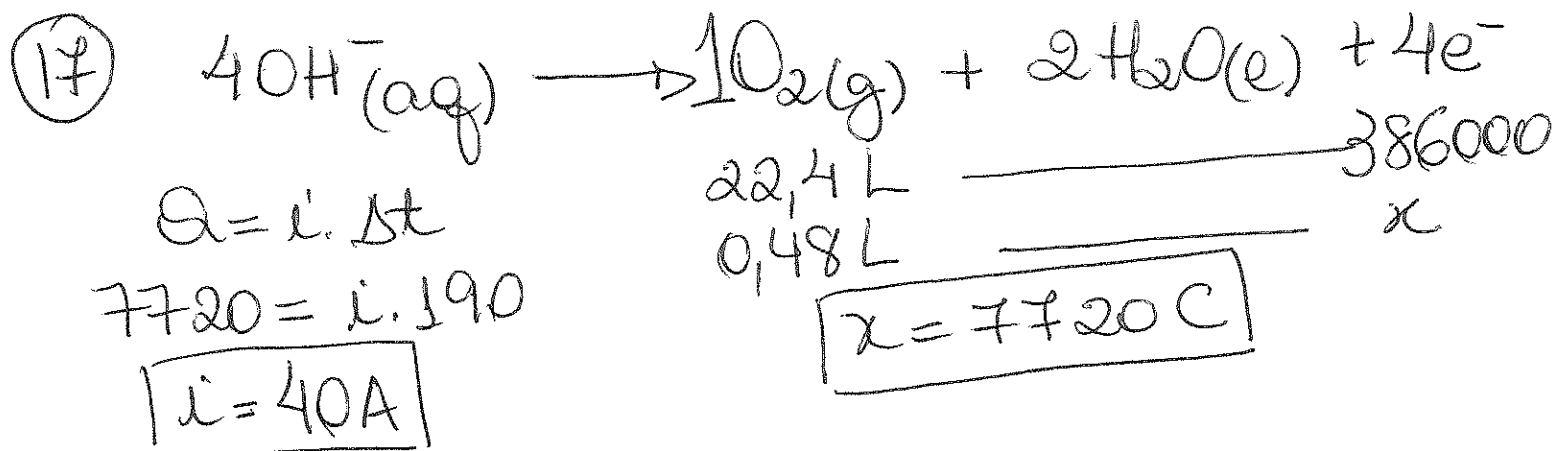 17 4OH⁻(aq) → 1O₂(g) + 2H₂O(l) + 4e⁻
22,4 L — 386000
0,48 L — x
x = 7720 C
Q = i. Δt
7720 = i. 190
i = 40A